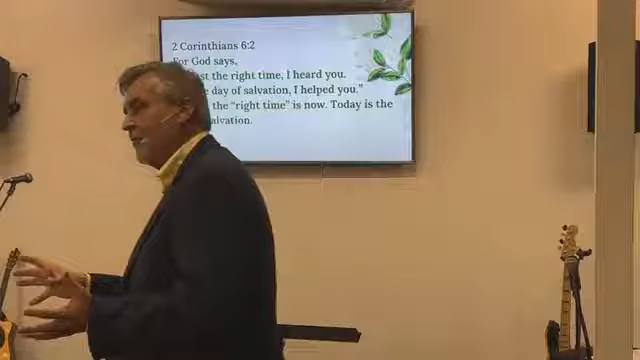 2 Corinthians 6:2
For God says,
the right time, I heard you.
day of salvation, I helped you.”
the “right time” is now. Today is the
salvation.